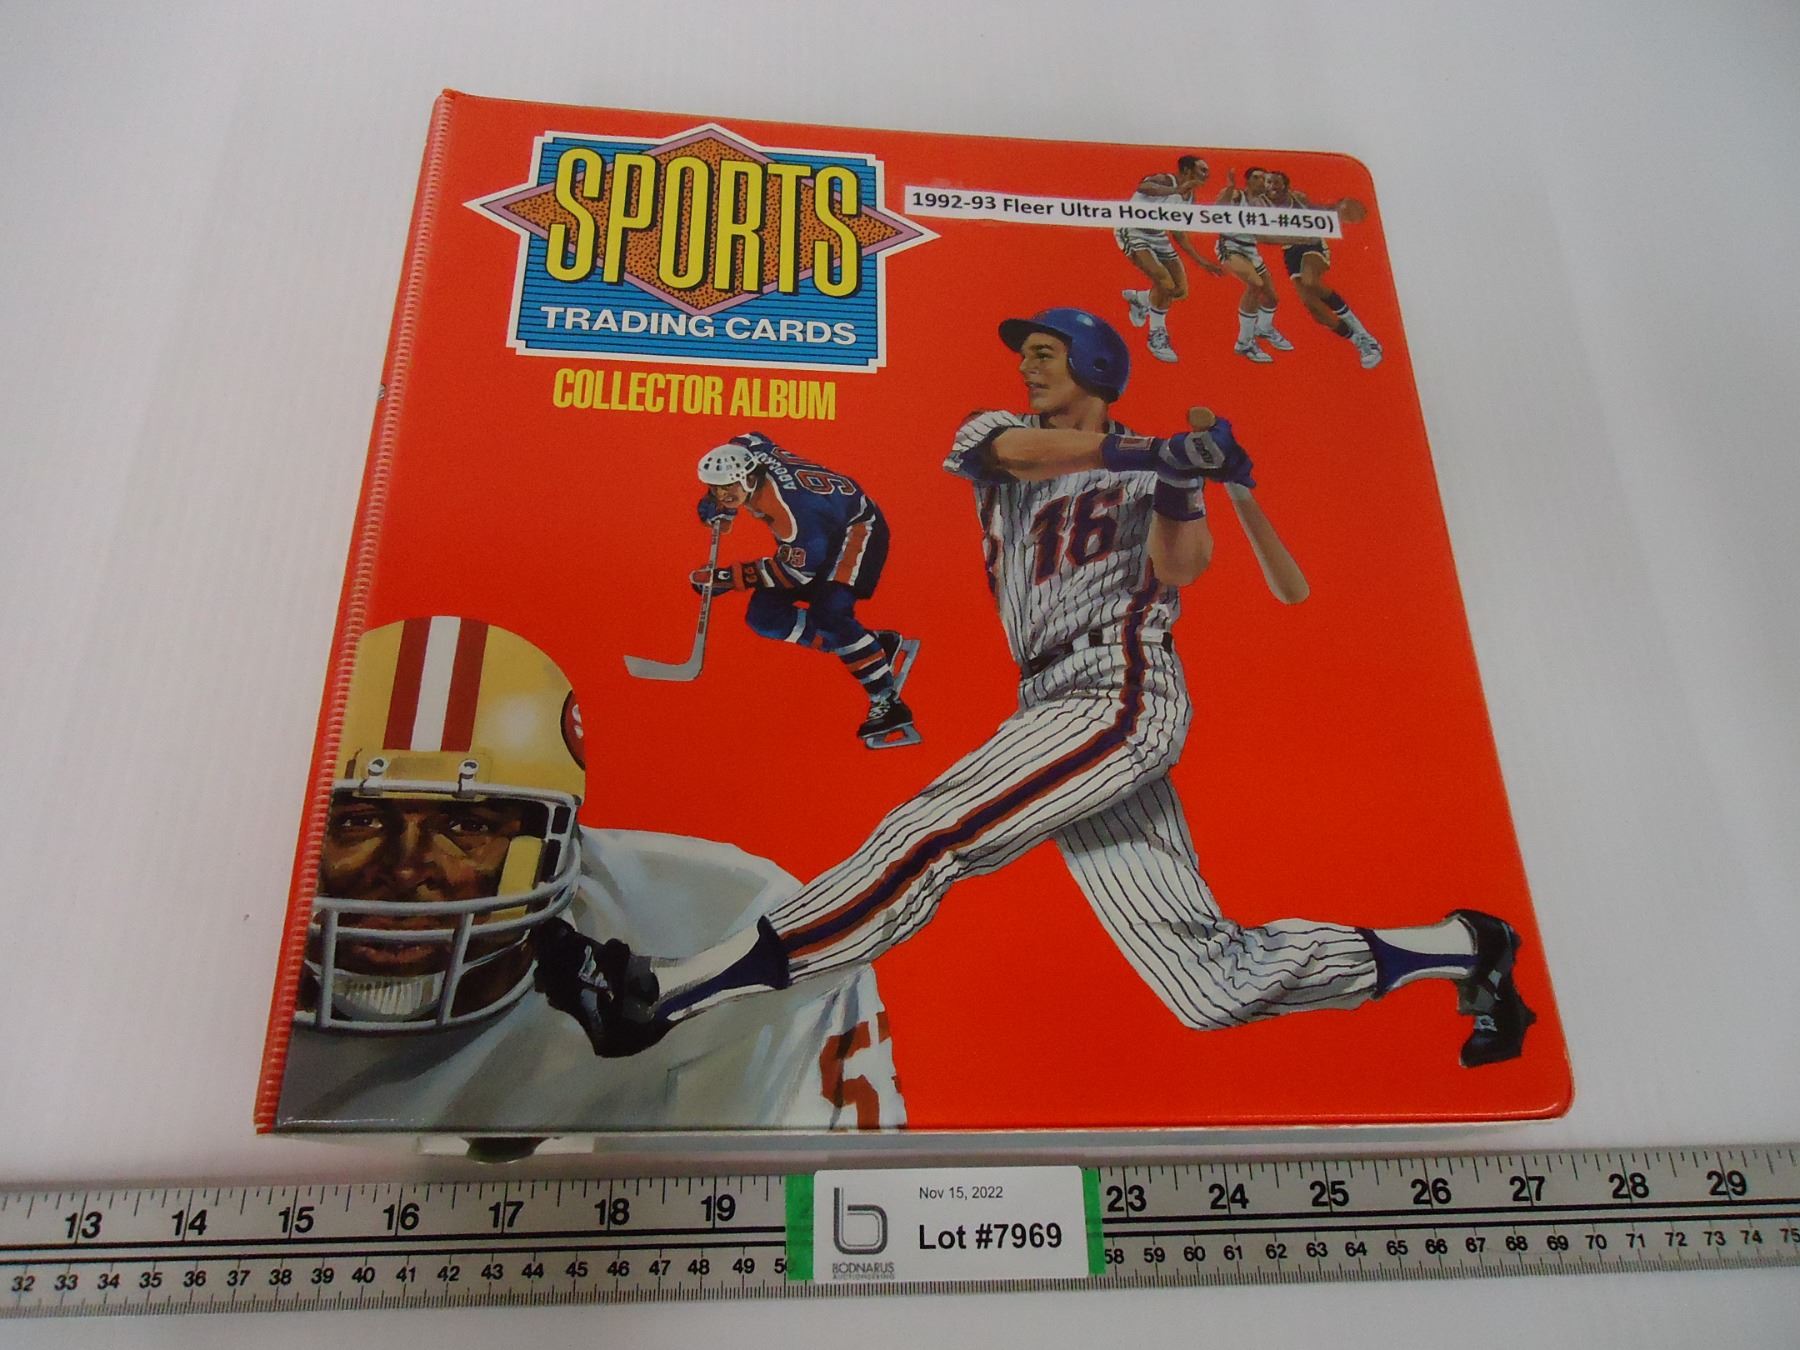 SPORTS
TRADING CARDS
COLLECTOR ALBUM
1992-93 Fleer Ultra Hockey Set (#1-#450)
99
99
16
13 14 15 16 17 18 19 23 24 25 26 27 28 29
Nov 15, 2022
Lot #7969
BODNARUS
AUCTIONEERING
32 33 34 35 36 37 38 39 40 41 42 43 44 45 46 47 48 49 58 59 60 61 62 63 64 65 66 67 68 69 70 71 72 73 74 75